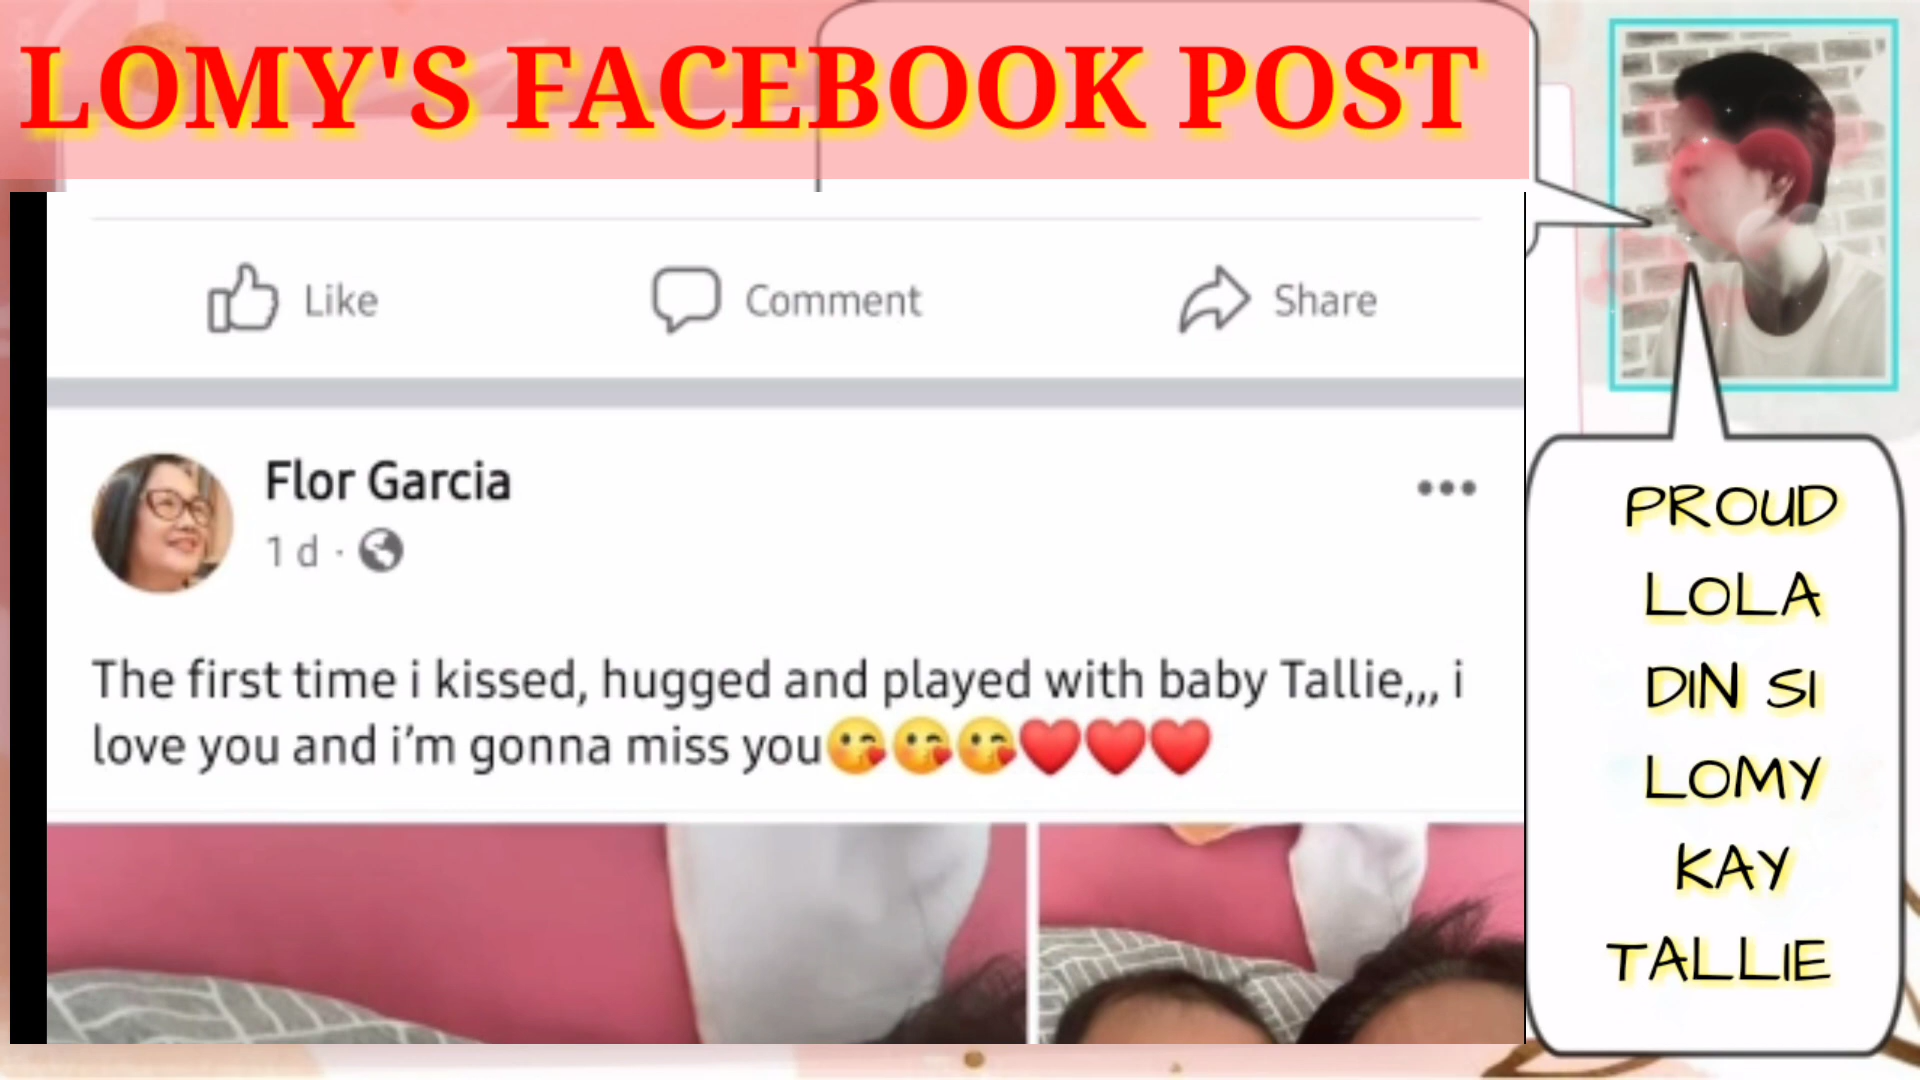 LOMY'S FACEBOOK POST
Like
Comment
Share
Flor Garcia
1 d ·
The first time i kissed, hugged and played with baby Tallie,,, i
love you and i’m gonna miss you😘😘😘❤️❤️❤️
PROUD
LOLA
DIN SI
LOMY
KAY
TALLIE